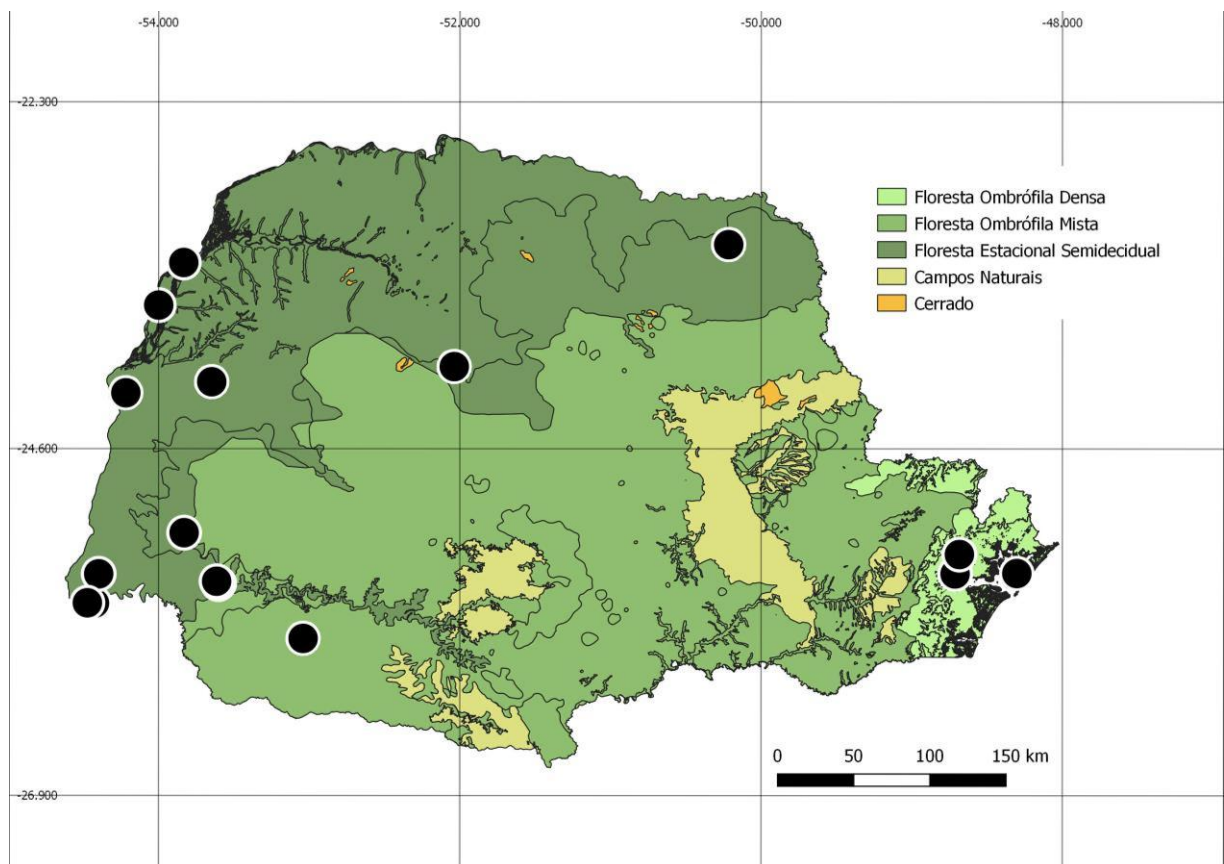 -54.000 -52.000 -50.000 -48.000
-22.300
Floresta Ombrófila Densa
Floresta Ombrófila Mista
Floresta Estacional Semidecidual
Campos Naturais
Cerrado
-24.600
0 50 100 150 km
-26.900